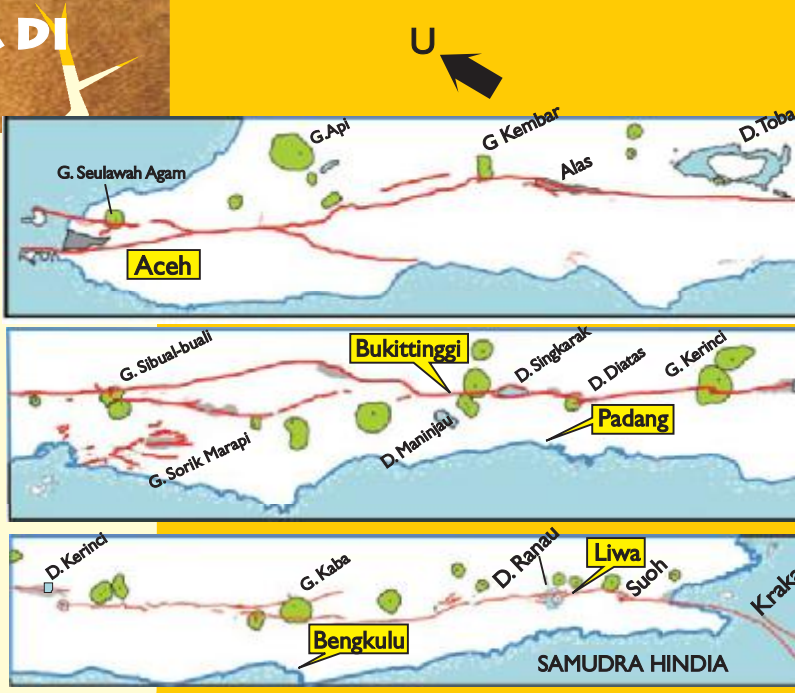 DI
U
G.Api
G Kembar
D.Toba
G. Seulawah Agam
Alas
Aceh
G. Sibual-buali
Bukittinggi
D. Singkarak
D. Diatas
G. Kerinci
Padang
D. Maninjau
G. Sorik Marapi
D. Kerinci
G. Kaba
D. Ranau
Liwa
Suoh
Kraka
Bengkulu
SAMUDRA HINDIA